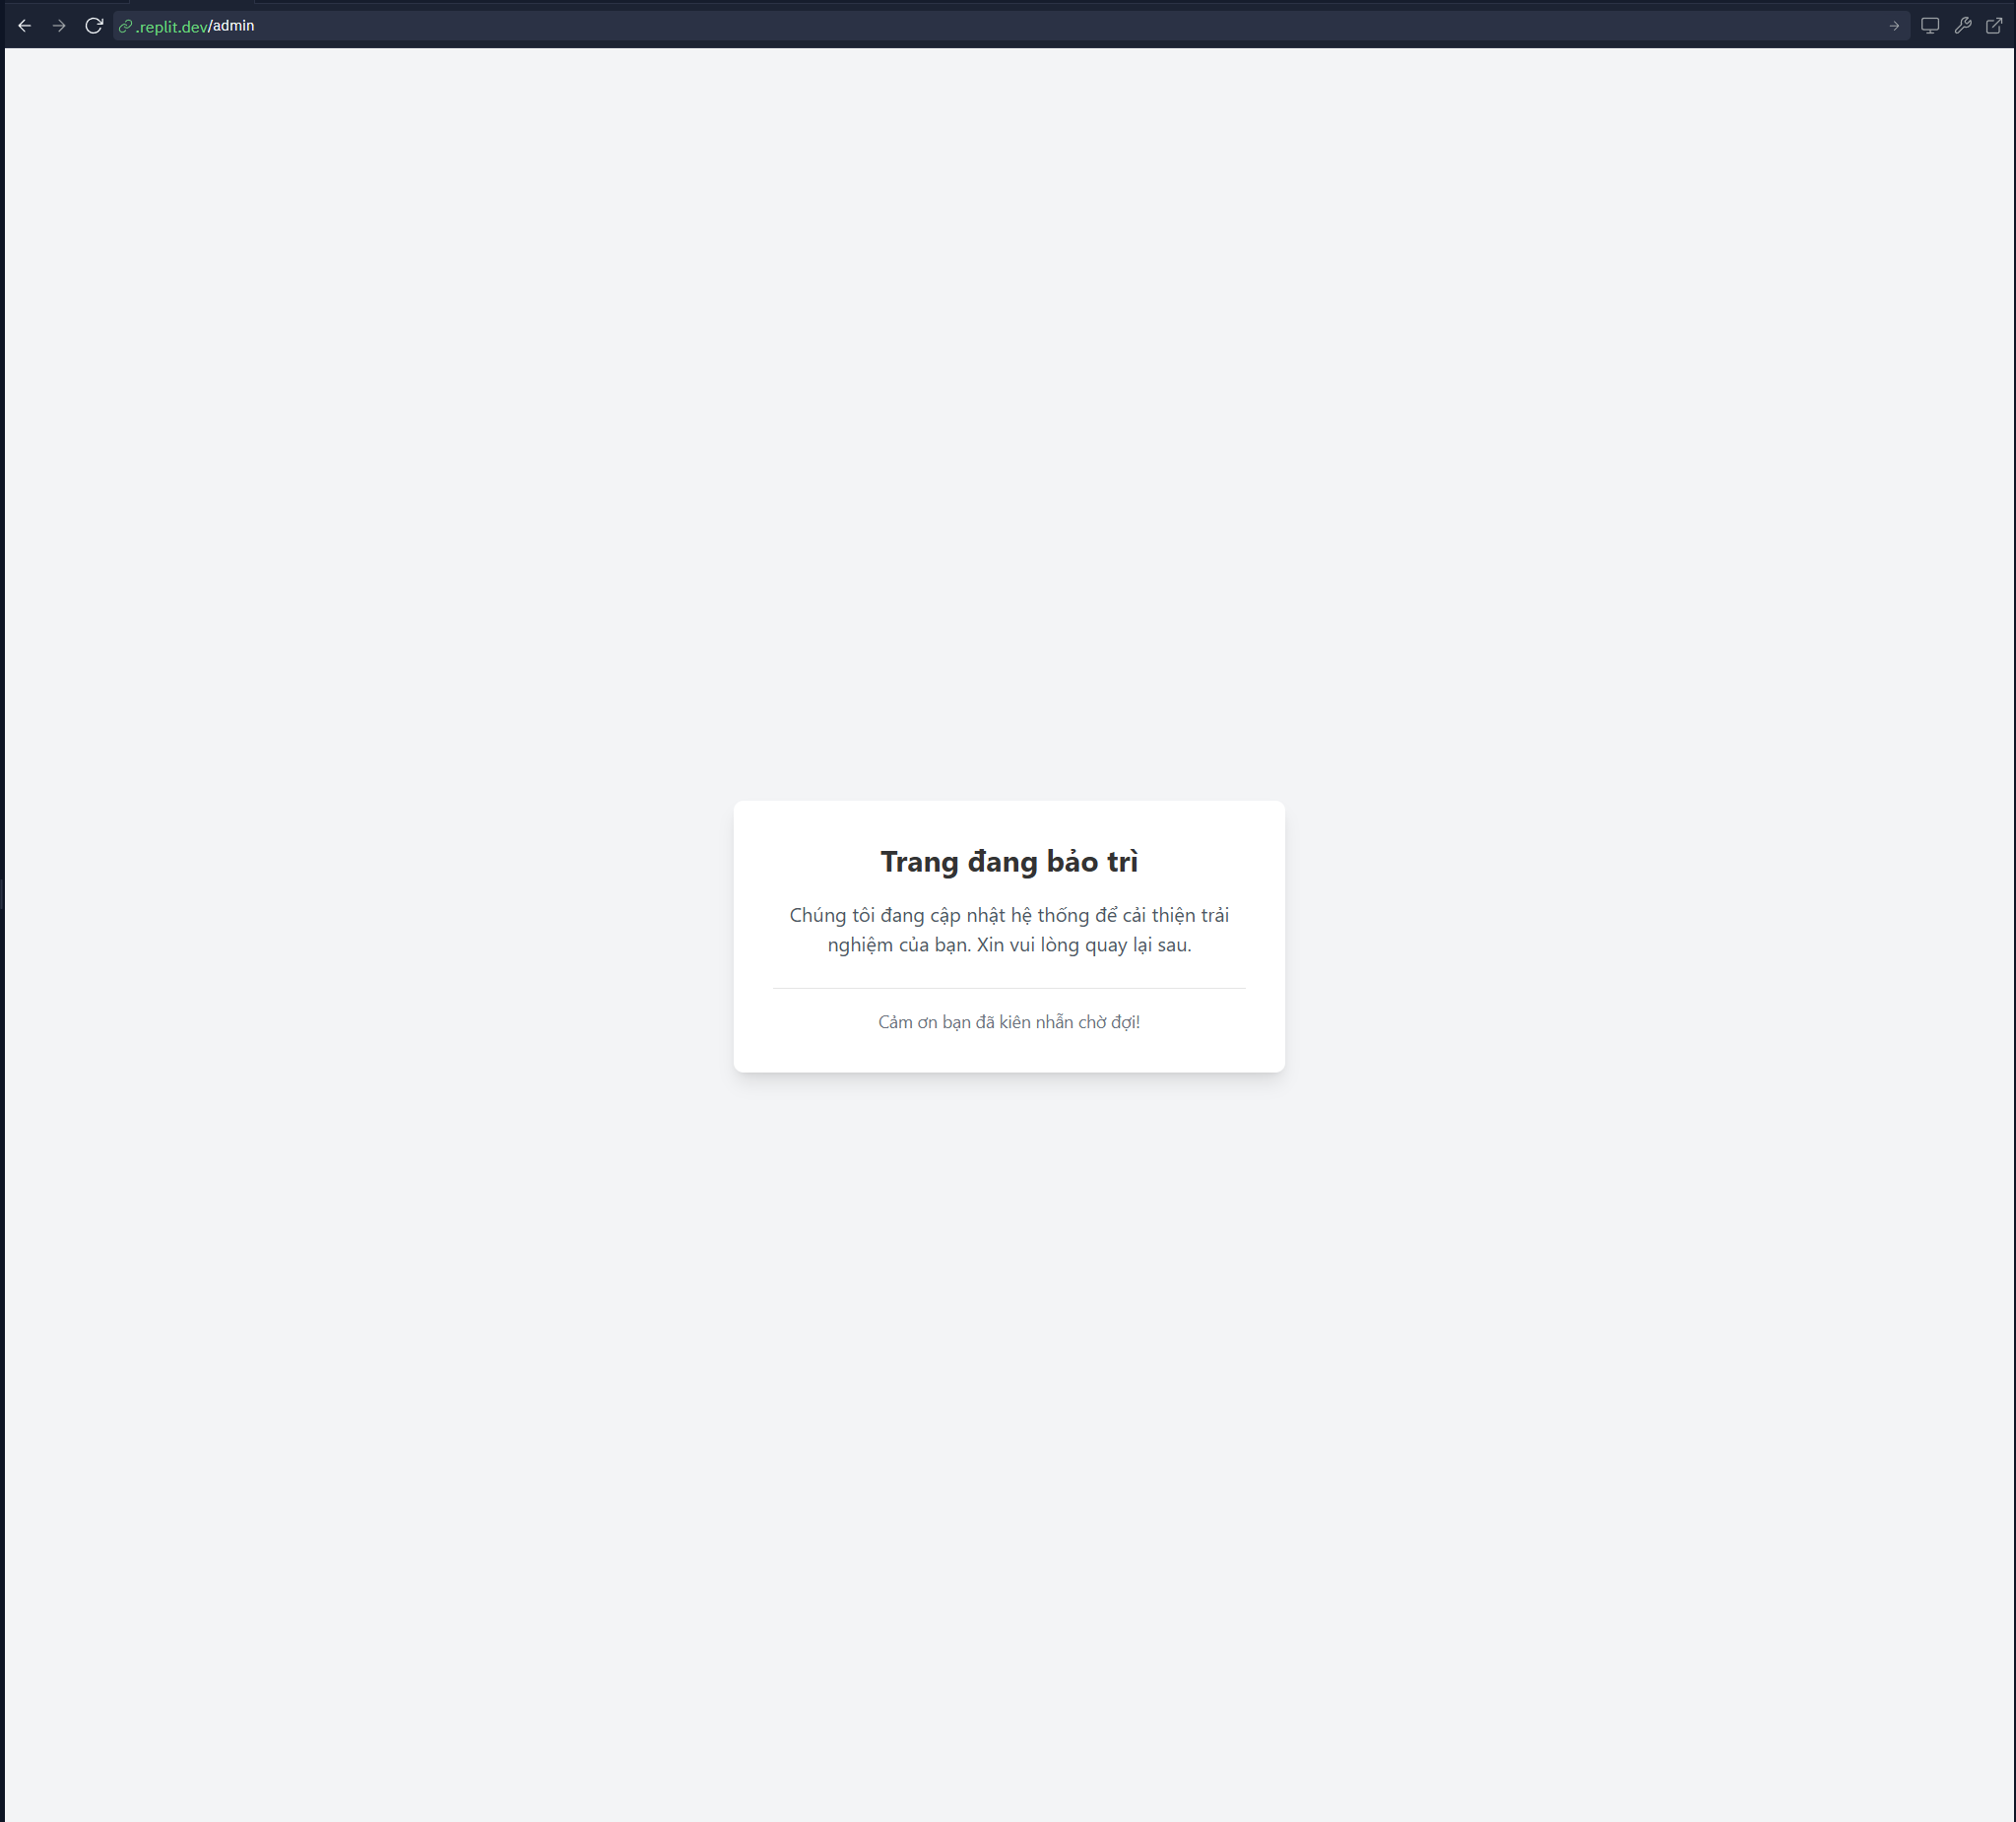 .replit.dev/admin
Trang đang bảo trì
Chúng tôi đang cập nhật hệ thống để cải thiện trải
nghiệm của bạn. Xin vui lòng quay lại sau.
Cảm ơn bạn đã kiên nhẫn chờ đợi!